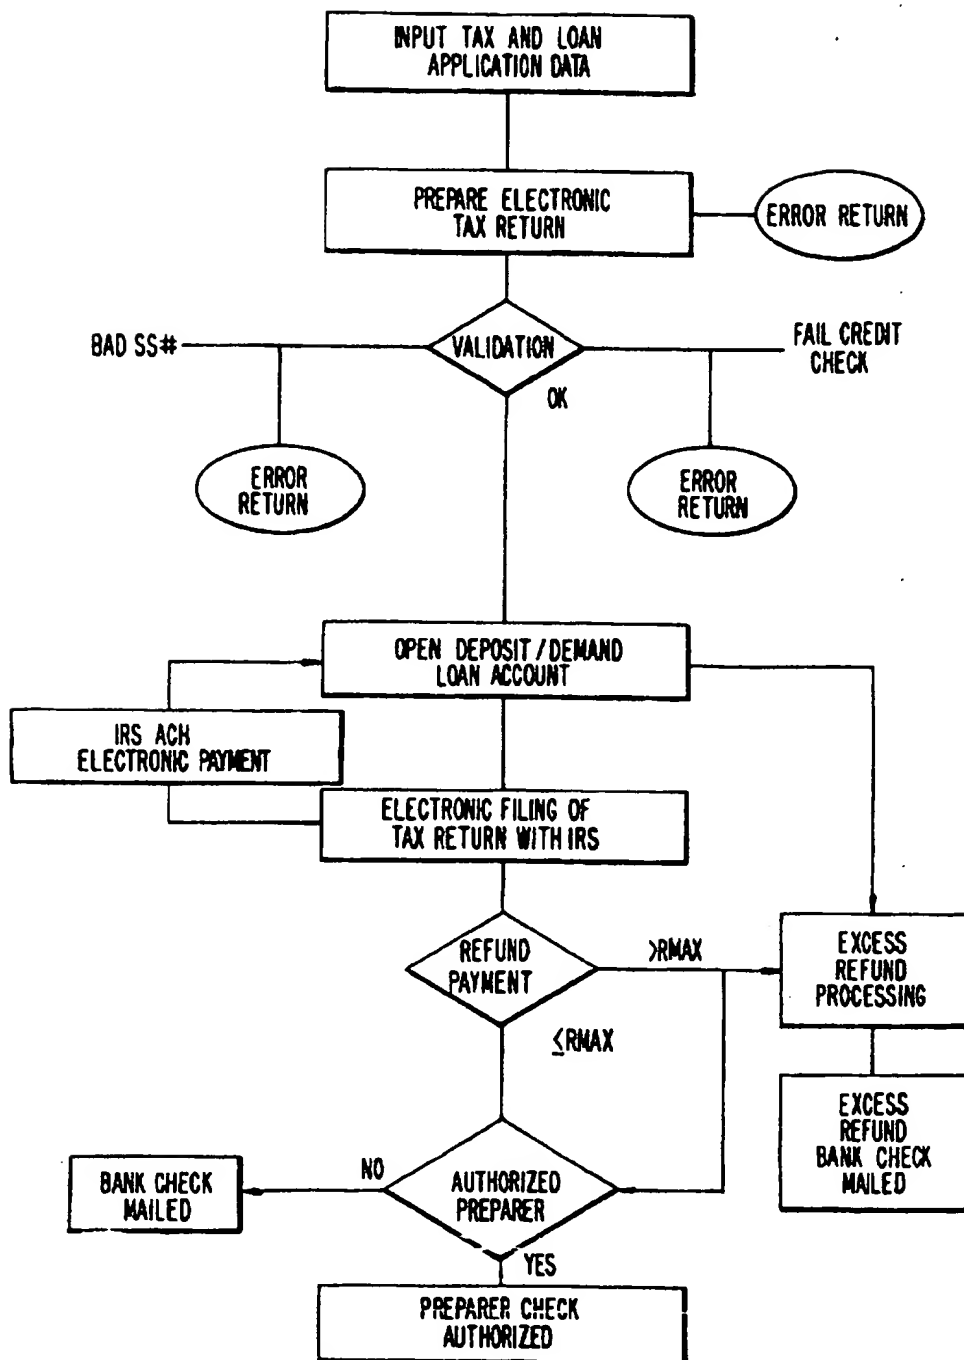 INPUT TAX AND LOAN
APPLICATION DATA
PREPARE ELECTRONIC
TAX RETURN
ERROR RETURN
BAD SS#
VALIDATION
FAIL CREDIT
CHECK
OK
ERROR
RETURN
ERROR
RETURN
OPEN DEPOSIT/DEMAND
LOAN ACCOUNT
IRS ACH
ELECTRONIC PAYMENT
ELECTRONIC FILING OF
TAX RETURN WITH IRS
REFUND
PAYMENT
>RMAX
EXCESS
REFUND
PROCESSING
≤RMAX
EXCESS
REFUND
BANK CHECK
MAILED
BANK CHECK
MAILED
NO
AUTHORIZED
PREPARER
YES
PREPARER CHECK
AUTHORIZED